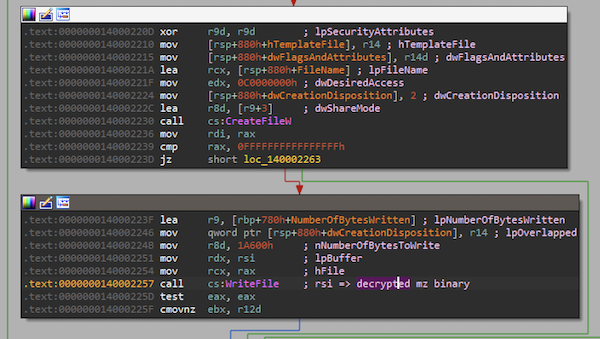 .text:000000014000220D xor r9d, r9d ; lpSecurityAttributes
.text:0000000140002210 mov [rsp+880h+hTemplateFile], r14 ; hTemplateFile
.text:0000000140002215 mov [rsp+880h+dwFlagsAndAttributes], r14d ; dwFlagsAndAttributes
.text:000000014000221A lea rcx, [rsp+880h+FileName] ; lpFileName
.text:000000014000221F mov edx, 0C0000000h ; dwDesiredAccess
.text:0000000140002224 mov [rsp+880h+dwCreationDisposition], 2 ; dwCreationDisposition
.text:000000014000222C lea r8d, [r9+3] ; dwShareMode
.text:0000000140002230 call cs:CreateFileW
.text:0000000140002236 mov rdi, rax
.text:0000000140002239 cmp rax, 0FFFFFFFFFFFFFFFFh
.text:000000014000223D jz short loc_140002263
.text:000000014000223F lea r9, [rbp+780h+NumberOfBytesWritten] ; lpNumberOfBytesWritten
.text:0000000140002246 mov qword ptr [rsp+880h+dwCreationDisposition], r14 ; lpOverlapped
.text:000000014000224B mov r8d, 1A600h ; nNumberOfBytesToWrite
.text:0000000140002251 mov rdx, rsi ; lpBuffer
.text:0000000140002254 mov rcx, rax ; hFile
.text:0000000140002257 call cs:WriteFile ; rsi => decrypted mz binary
.text:000000014000225D test eax, eax
.text:000000014000225F cmovnz ebx, r12d